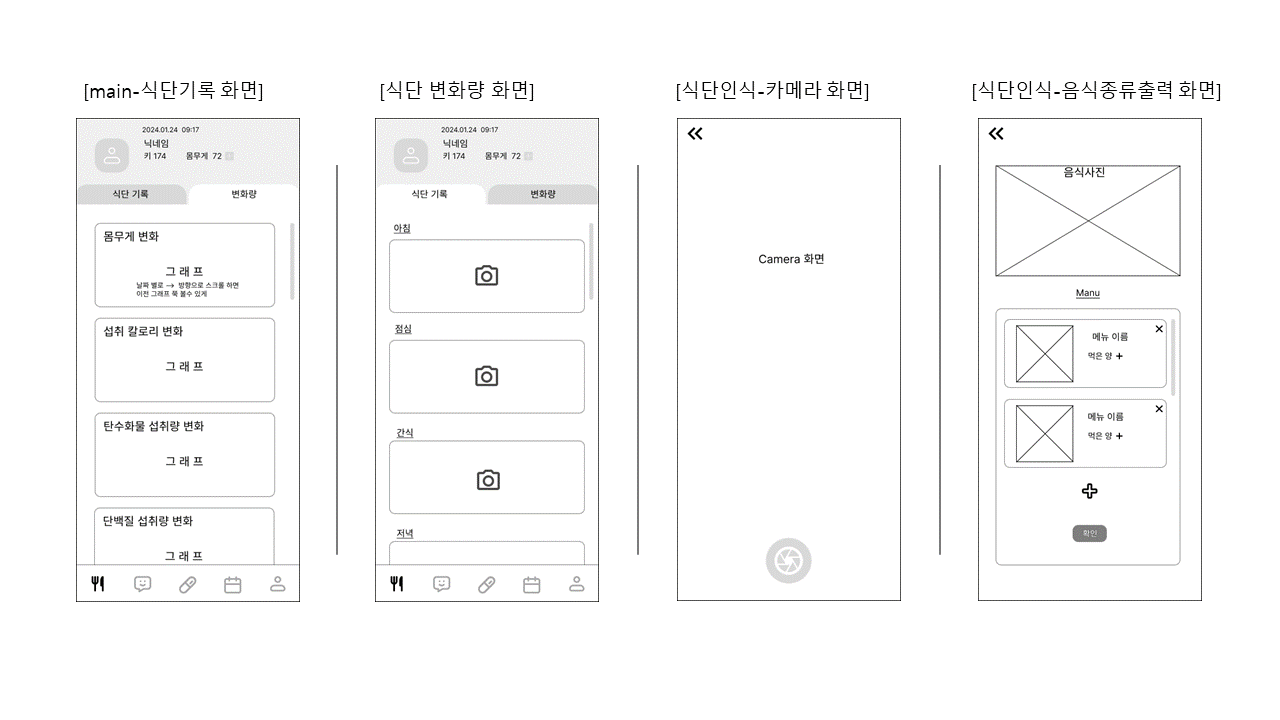 [main-식단기록 화면]
2024.01.24 09:17
닉네임
키 174 몸무게 72
식단 기록 변화량
몸무게 변화
그 래 프
날짜 별로 → 방향으로 스크롤 하면
이전 그래프 쭉 볼수 있게
섭취 칼로리 변화
그 래 프
탄수화물 섭취량 변화
그 래 프
단백질 섭취량 변화
그 래 프
[식단 변화량 화면]
2024.01.24 09:17
닉네임
키 174 몸무게 72
식단 기록 변화량
아침
점심
간식
저녁
[식단인식-카메라 화면]
Camera 화면
[식단인식-음식종류출력 화면]
음식사진
Manu
메뉴 이름
먹은 양 +
메뉴 이름
먹은 양 +
확인